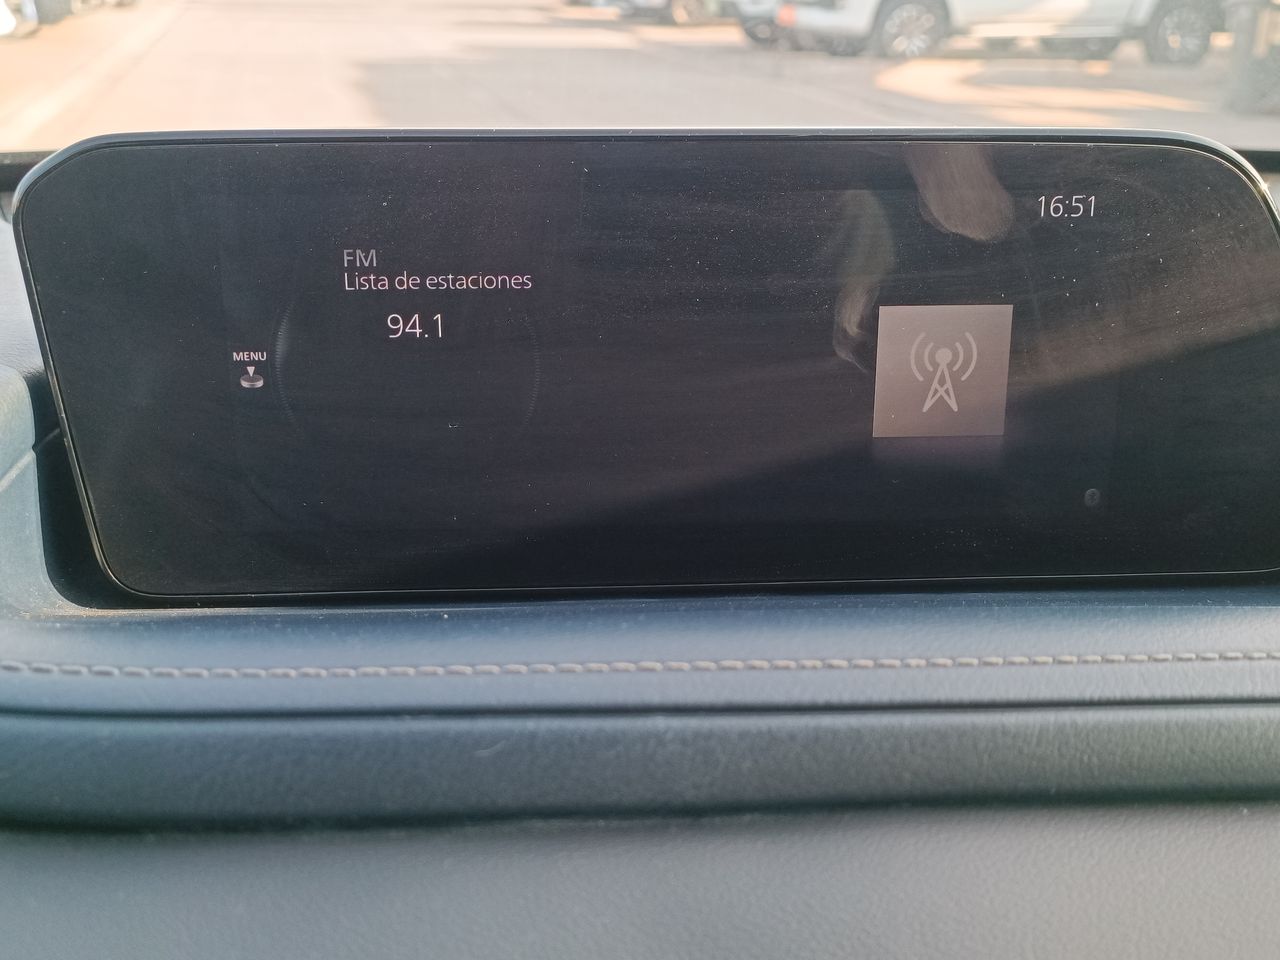 16:51
FM
Lista de estaciones
94.1
MENU